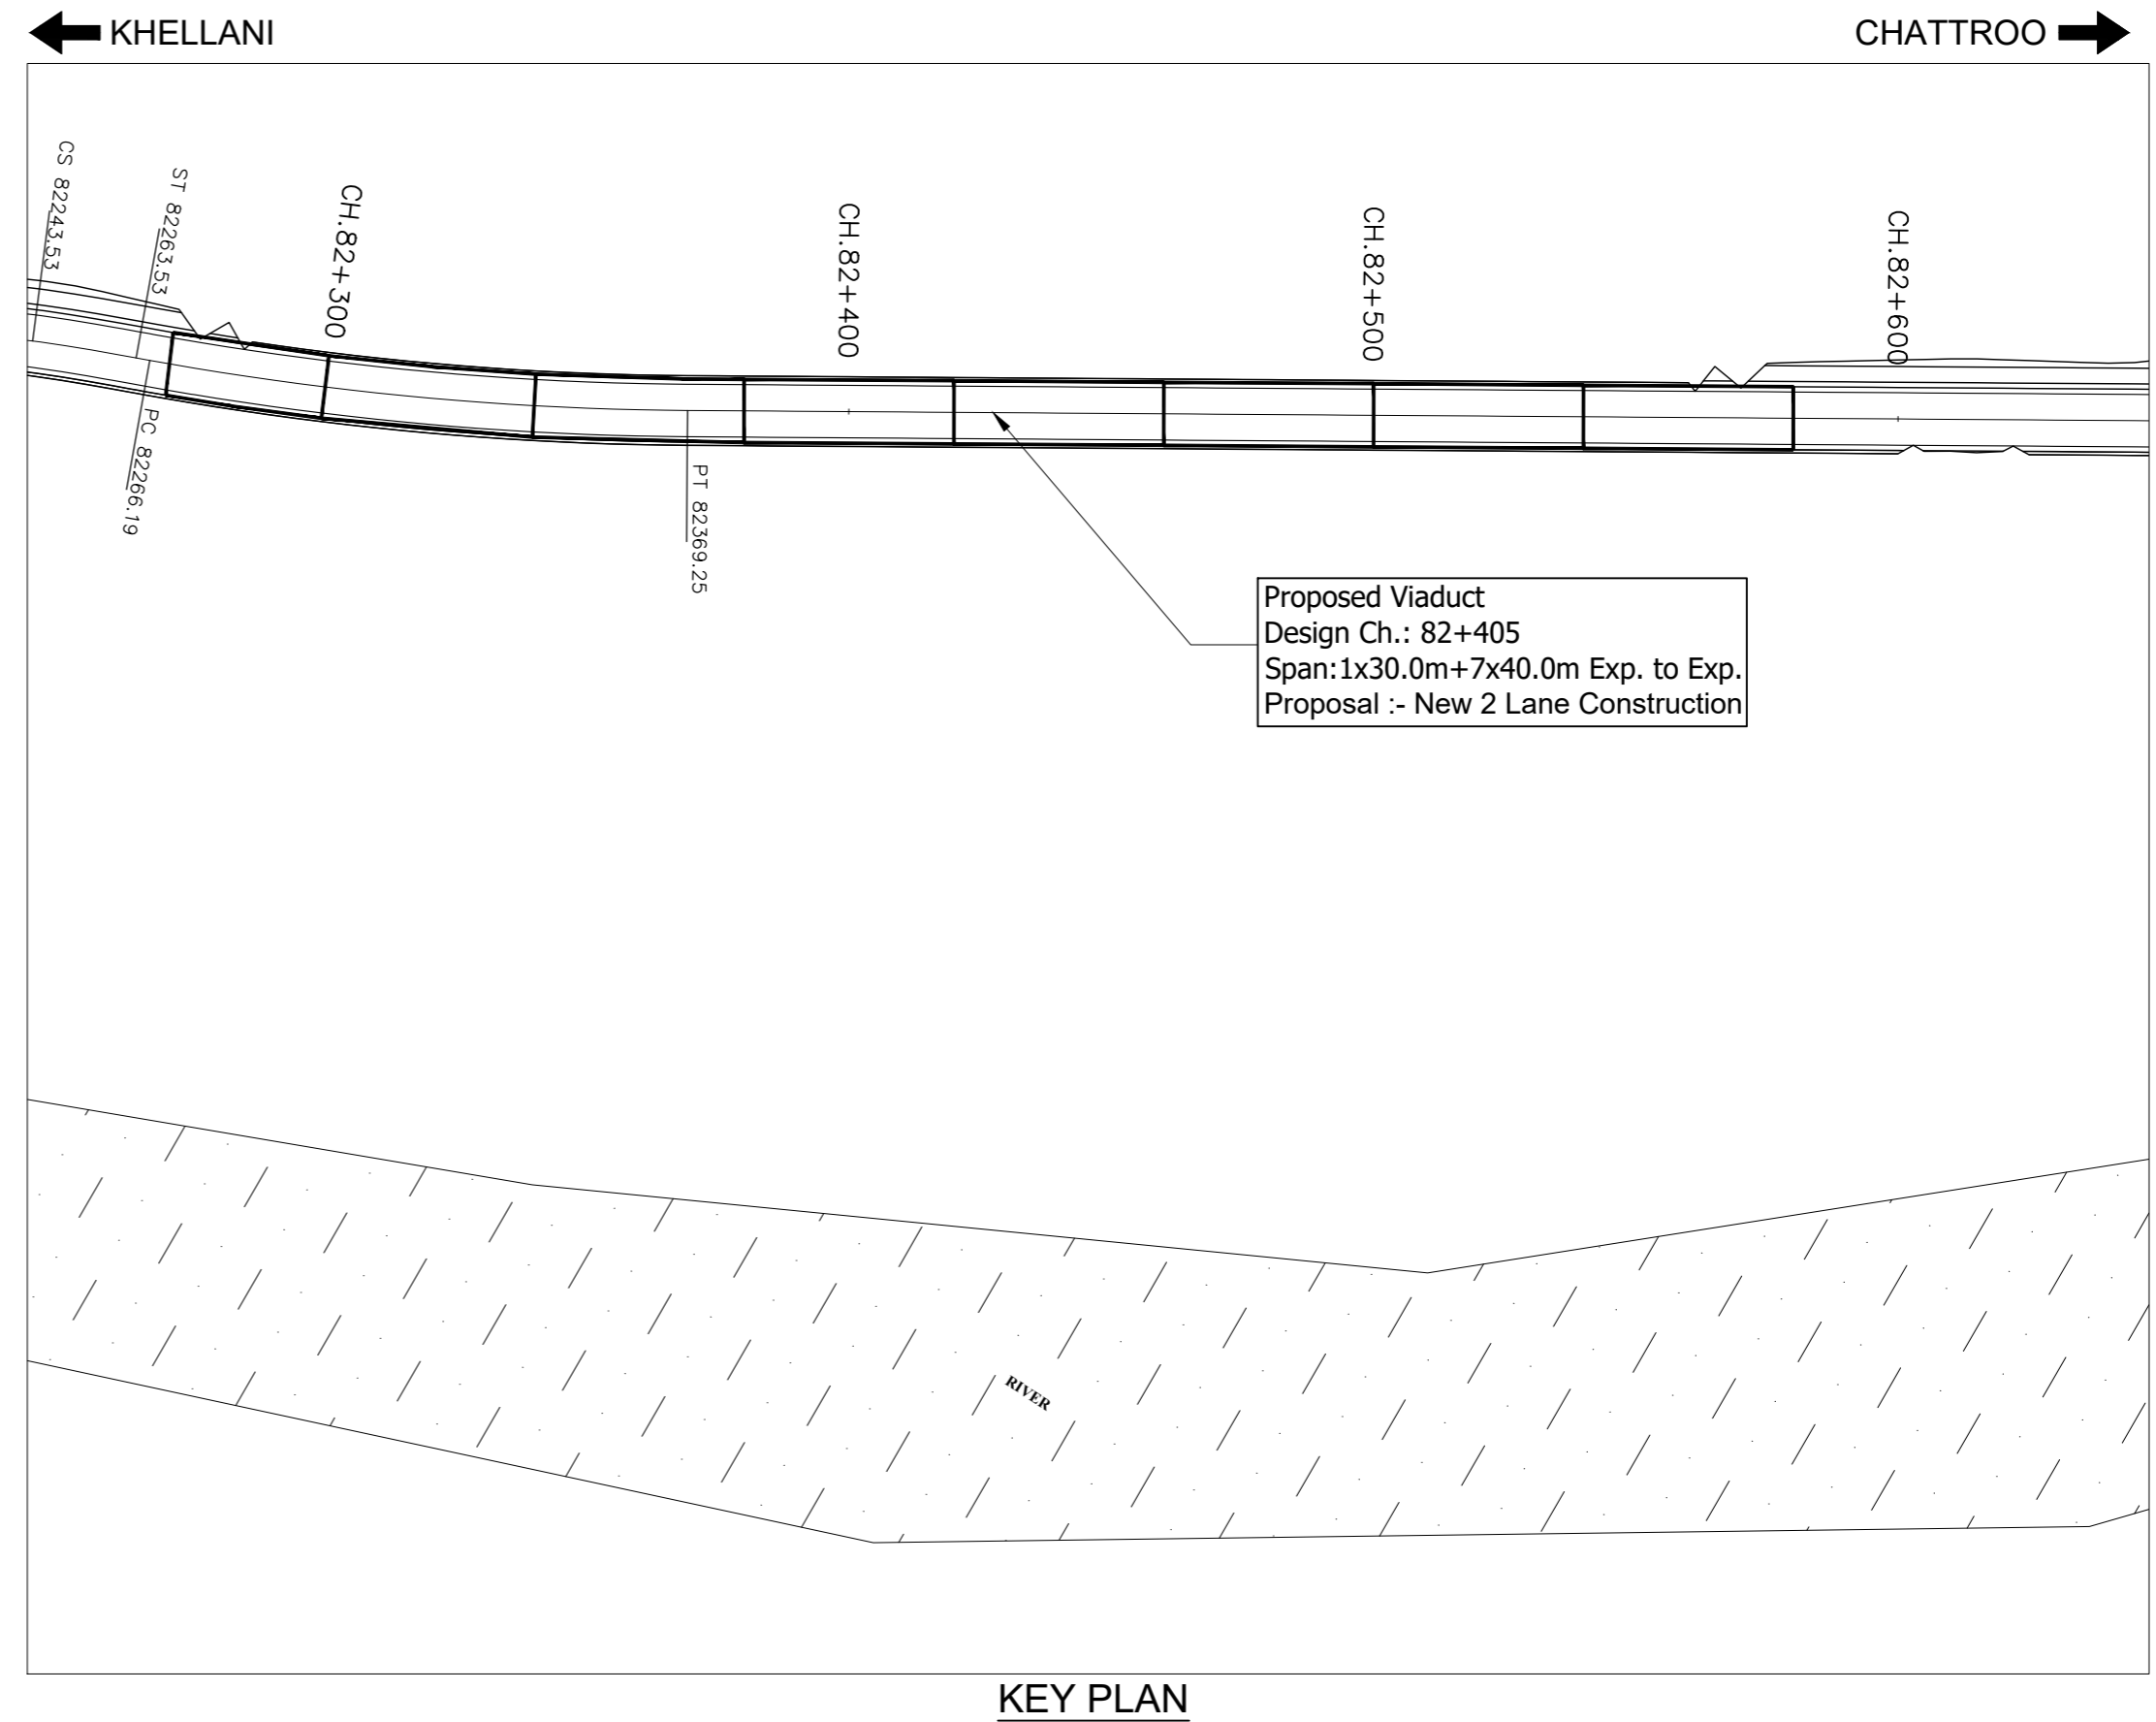 KHELLANI
CHATTROO
CS 82243.53
ST 82263.53
CH.82+300
CH.82+400
CH.82+500
CH.82+600
PC 82266.19
PT 82369.25
Proposed Viaduct
Design Ch.: 82+405
Span:1x30.0m+7x40.0m Exp. to Exp.
Proposal :- New 2 Lane Construction
RIVER
KEY PLAN